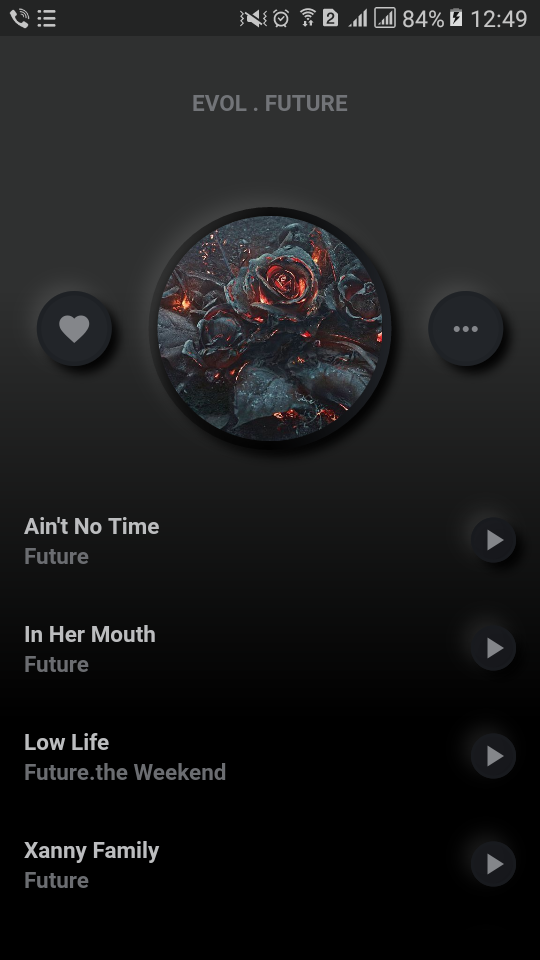 2 84% 12:49
EVOL . FUTURE
Ain't No Time
Future
In Her Mouth
Future
Low Life
Future.the Weekend
Xanny Family
Future